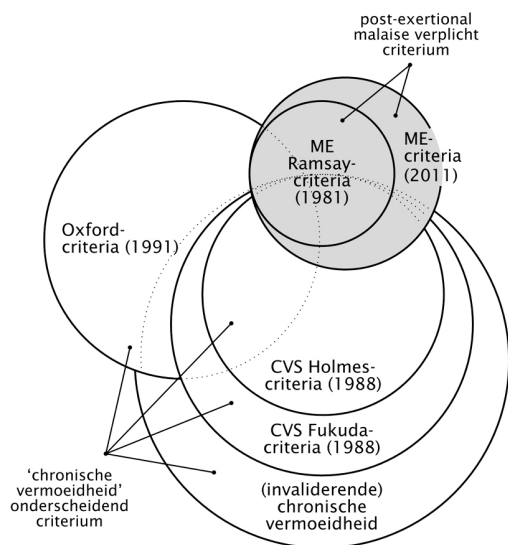 post-exertional
malaise verplicht
criterium
ME
Ramsay-
criteria
(1981)
ME-
criteria
(2011)
Oxford-
criteria (1991)
CVS Holmes-
criteria (1988)
CVS Fukuda-
criteria (1988)
(invaliderende)
chronische
vermoeidheid
‘chronische
vermoeidheid’
onderscheidend
criterium